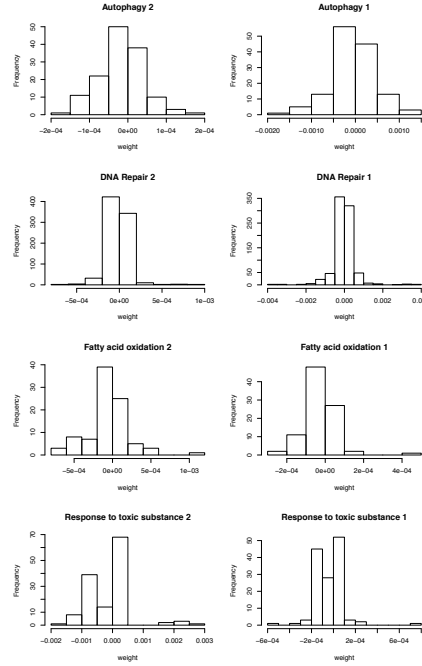 Autophagy 2
Frequency
0 10 20 30 40 50
−2e−04 −1e−04 0e+00 1e−04 2e−04
weight
Autophagy 1
Frequency
0 10 20 30 40 50
−0.0020 −0.0010 0.0000 0.0010
weight
DNA Repair 2
Frequency
0 100 200 300 400
−5e−04 0e+00 5e−04 1e−03
weight
DNA Repair 1
Frequency
0 50 150 250 350
−0.004 −0.002 0.000 0.002 0.0
weight
Fatty acid oxidation 2
Frequency
0 10 20 30 40
−5e−04 0e+00 5e−04 1e−03
weight
Fatty acid oxidation 1
Frequency
0 10 20 30 40
−2e−04 0e+00 2e−04 4e−04
weight
Response to toxic substance 2
Frequency
0 10 30 50 70
−0.002 −0.001 0.000 0.001 0.002 0.003
weight
Response to toxic substance 1
Frequency
0 10 20 30 40 50
−6e−04 −2e−04 2e−04 6e−04
weight